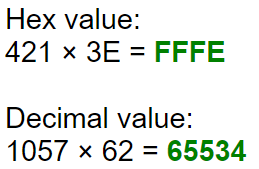 Hex value:
421 × 3E = FFFE
Decimal value:
1057 × 62 = 65534